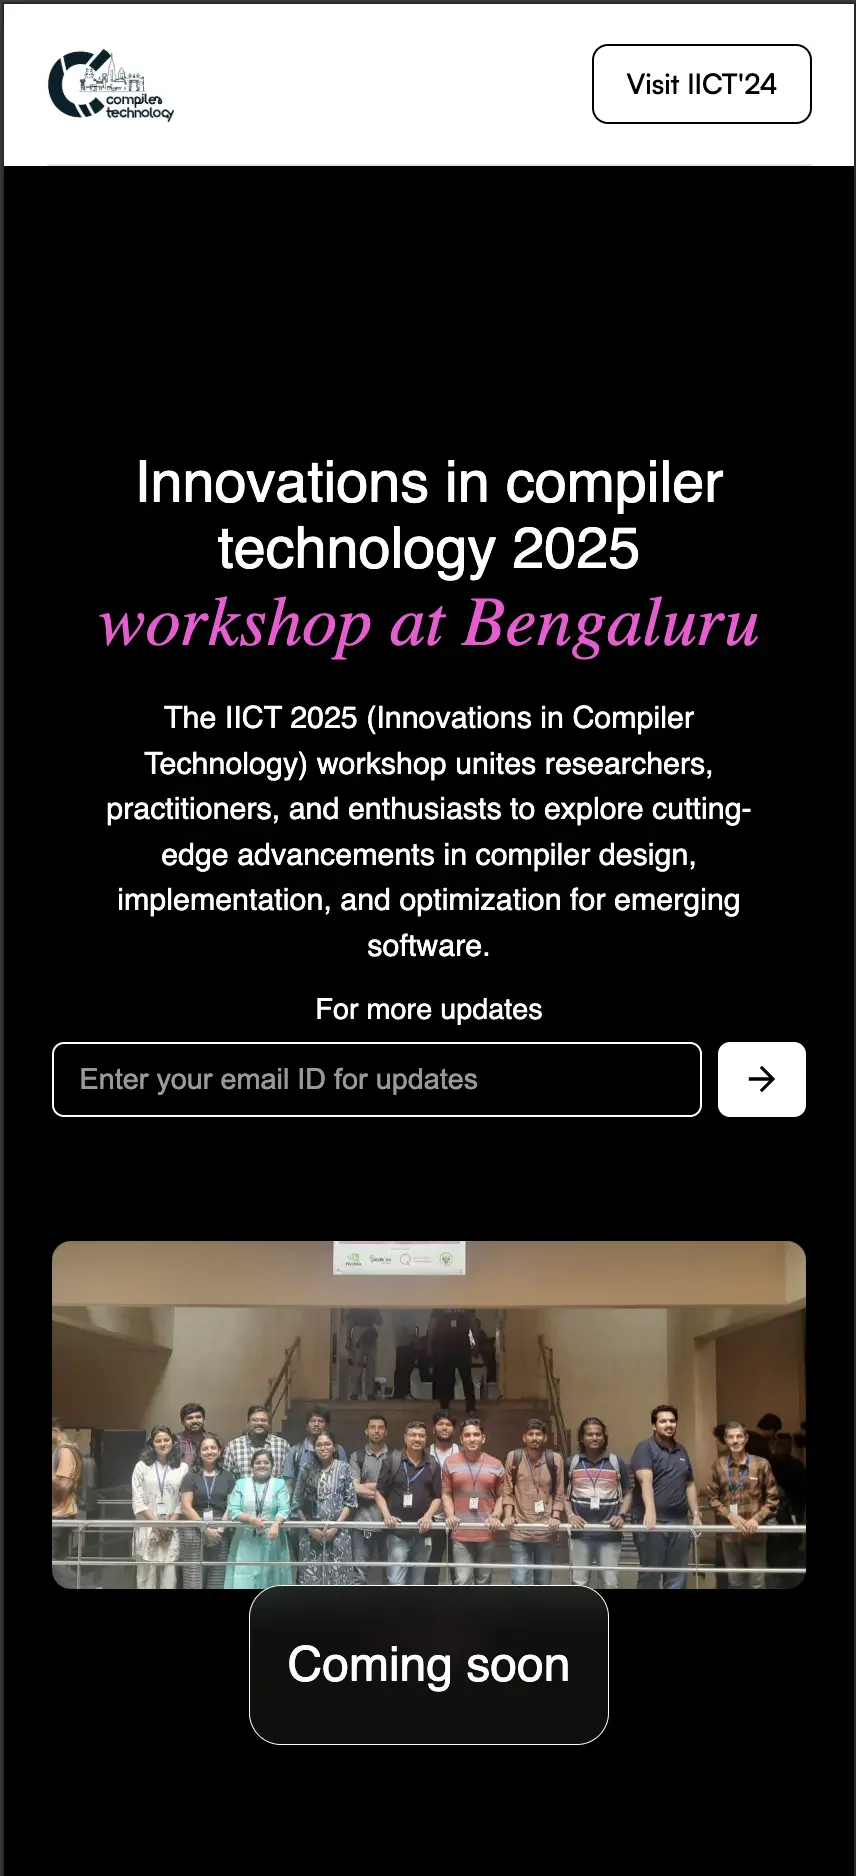 compiler
technology
Visit IICT'24
Innovations in compiler
technology 2025
workshop at Bengaluru
The IICT 2025 (Innovations in Compiler
Technology) workshop unites researchers,
practitioners, and enthusiasts to explore cutting-
edge advancements in compiler design,
implementation, and optimization for emerging
software.
For more updates
Enter your email ID for updates
Coming soon